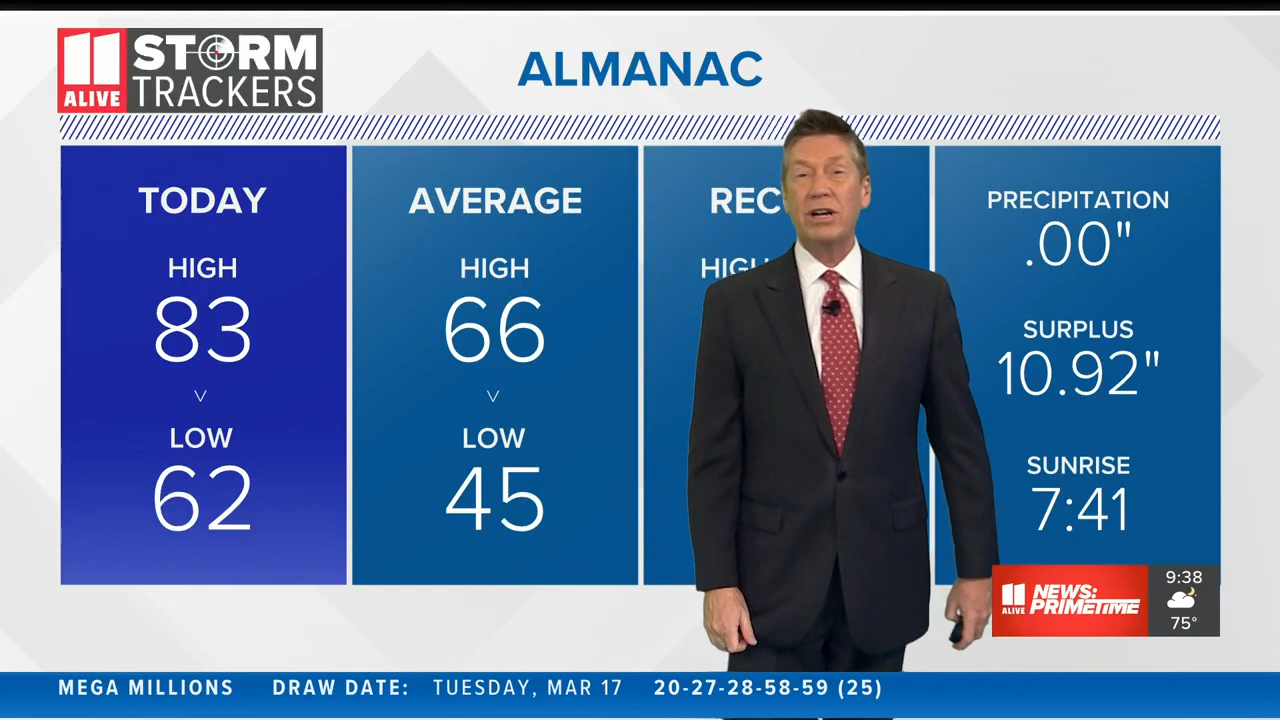 11 ALIVE
STORM
TRACKERS
ALMANAC
TODAY
HIGH
83
LOW
62
AVERAGE
HIGH
66
LOW
45
PRECIPITATION
.00"
SURPLUS
10.92"
SUNRISE
7:41
11 ALIVE
NEWS:
PRIMETIME
9:38
75°
MEGA MILLIONS DRAW DATE: TUESDAY, MAR 17 20-27-28-58-59 (25)